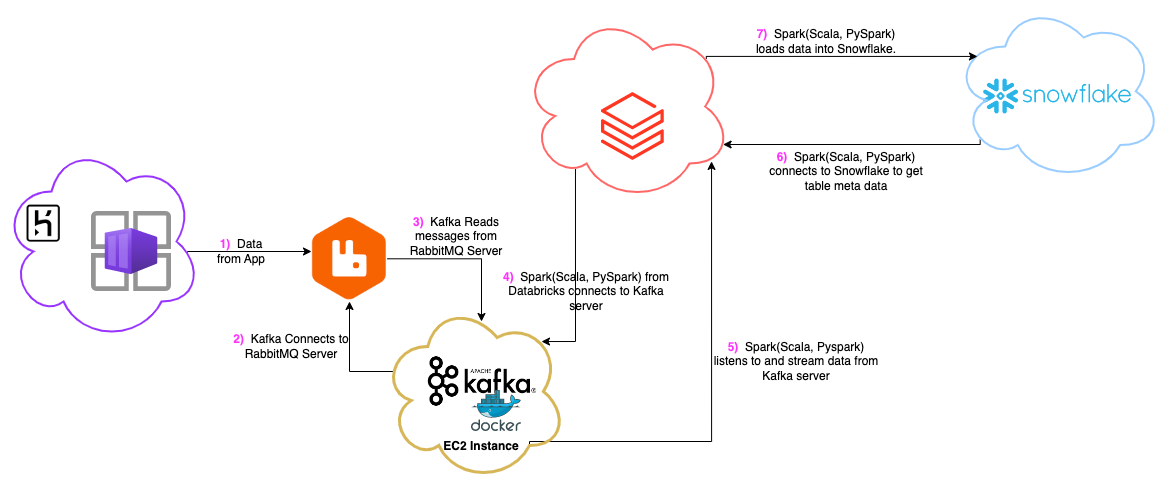 7) Spark(Scala, PySpark)
loads data into Snowflake.
snowflake
6) Spark(Scala, PySpark)
connects to Snowflake to get
table meta data
1) Data
from App
3) Kafka Reads
messages from
RabbitMQ Server
4) Spark(Scala, PySpark) from
Databricks connects to Kafka
server
2) Kafka Connects to
RabbitMQ Server
5) Spark(Scala, Pyspark)
listens to and stream data from
Kafka server
APACHE
kafka®
docker
EC2 Instance